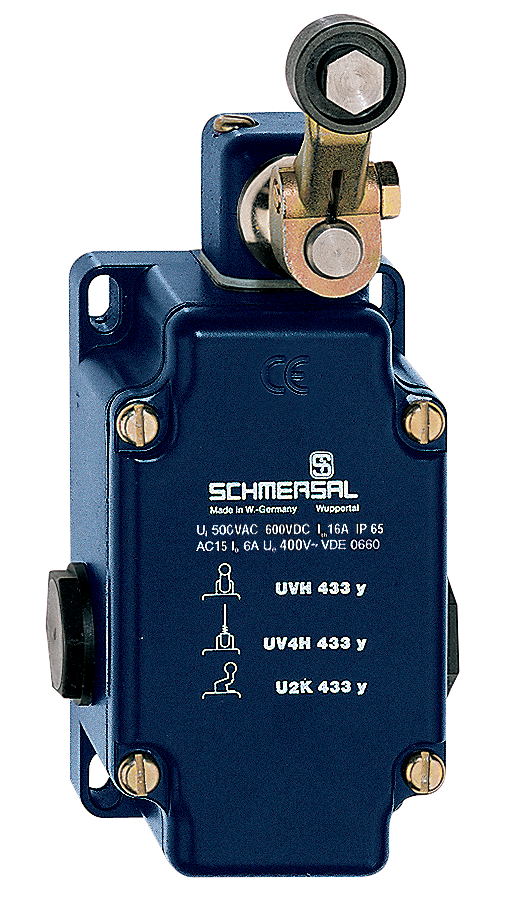 CE
S
SCHMERSAL
Made in W.-Germany Wuppertal
Ui 500VAC 600VDC Ith 16A IP 65
AC15 Ie 6A Ue 400V~ VDE 0660
UVH 433 y
UV4H 433 y
U2K 433 y